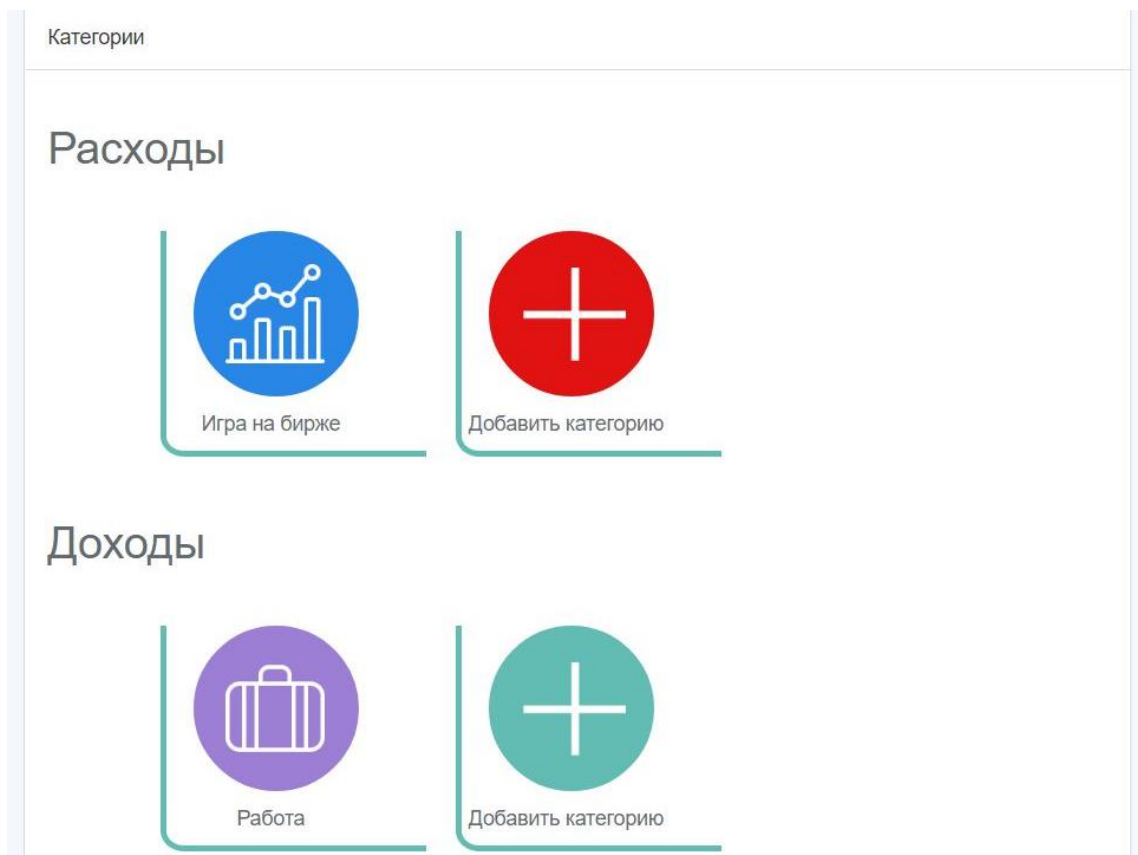 Категории
Расходы
Игра на бирже
Добавить категорию
Доходы
Работа
Добавить категорию